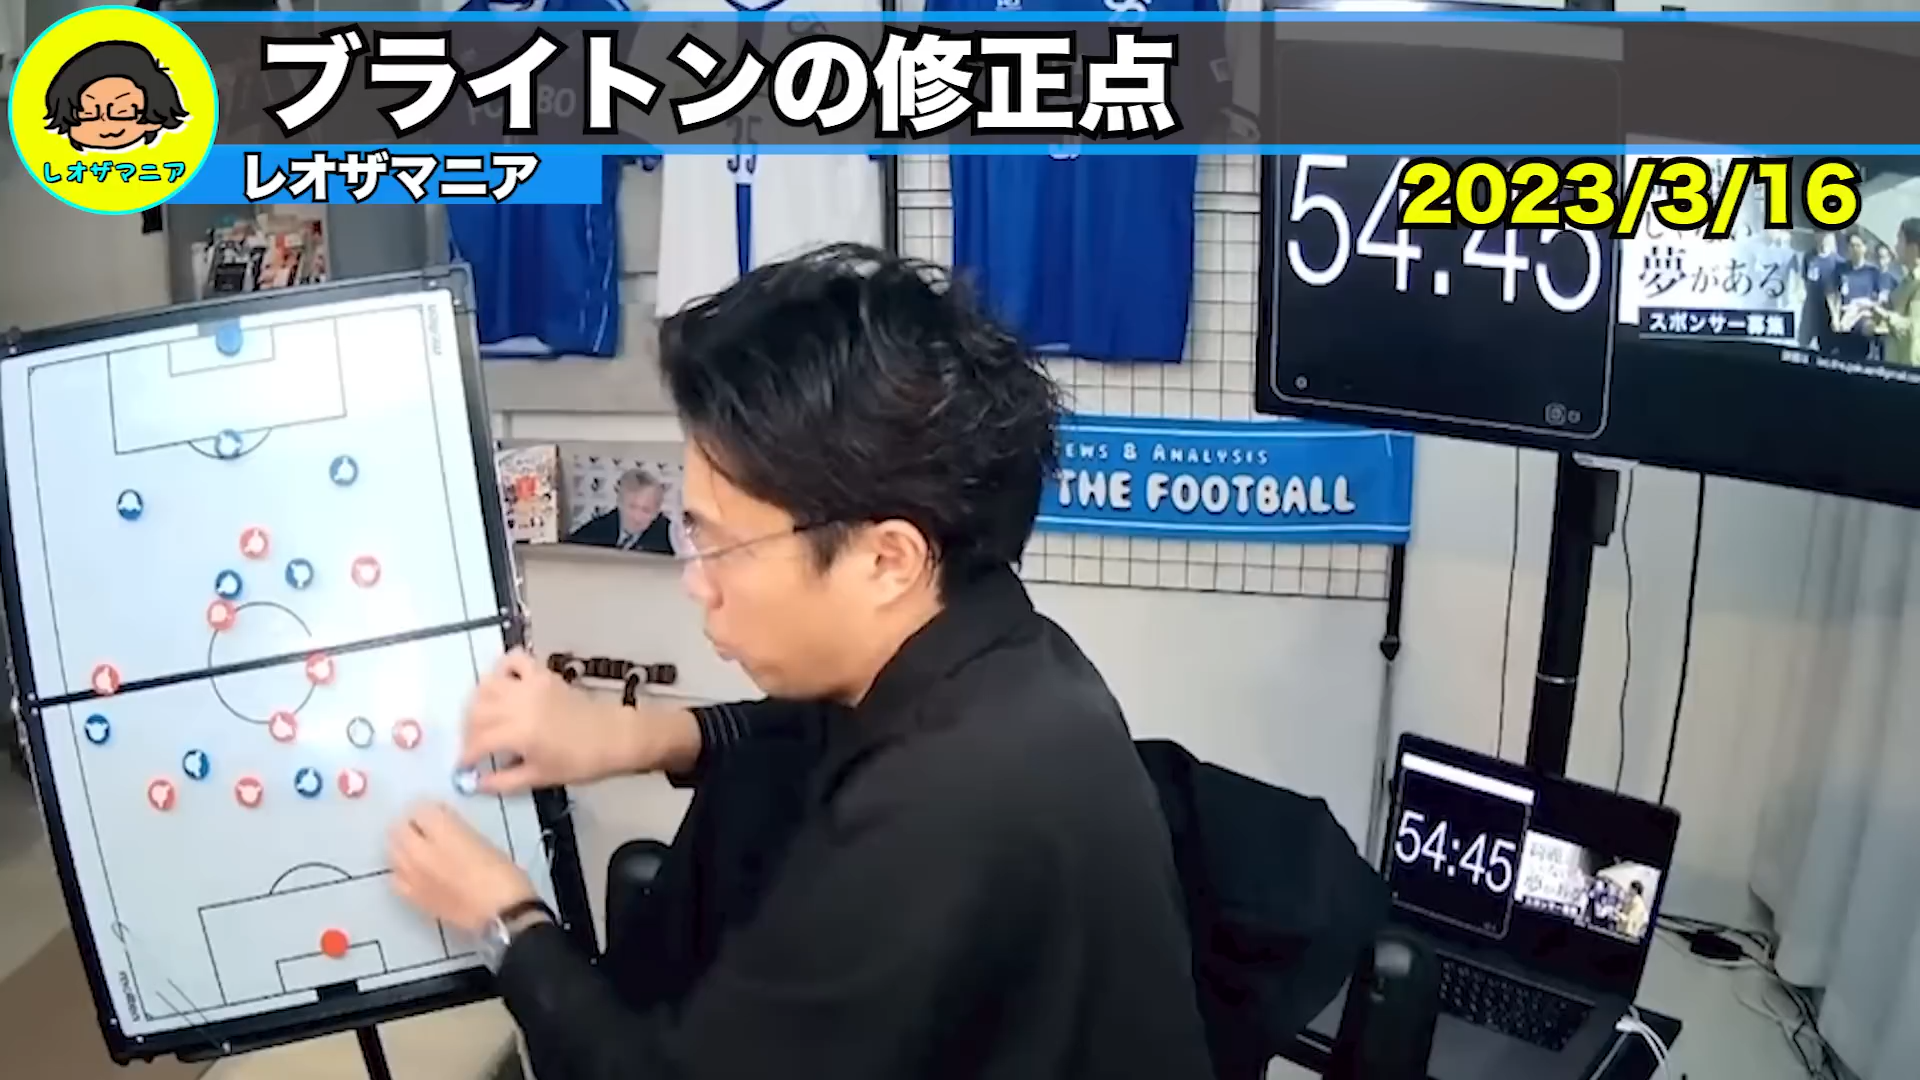 ブライトンの修正点
レオザマニア
レオザマニア
2023/3/16
54:45
35
夢がある
スポンサー募集
EWS & ANALYSIS
THE FOOTBALL
54:45